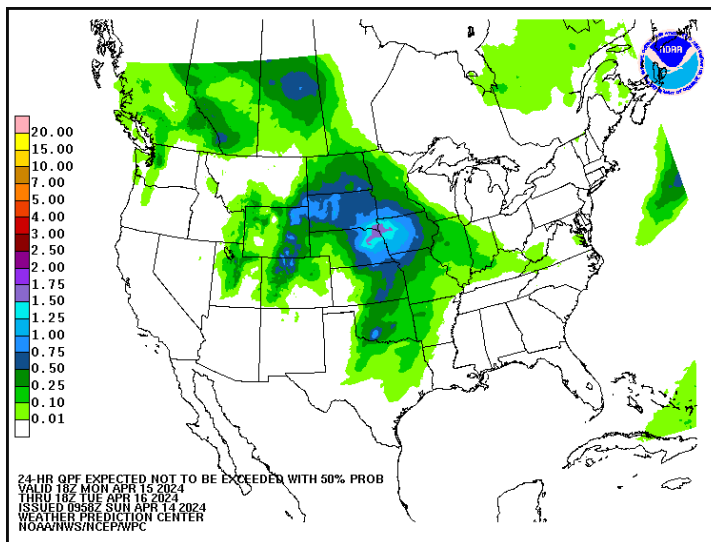 NOAA
20.00
15.00
10.00
7.00
5.00
4.00
3.00
2.50
2.00
1.75
1.50
1.25
1.00
0.75
0.50
0.25
0.10
0.01
24-HR QPF EXPECTED NOT TO BE EXCEEDED WITH 50% PROB
VALID 18Z MON APR 15 2024
THRU 18Z TUE APR 16 2024
ISSUED 0958Z SUN APR 14 2024
WEATHER PREDICTION CENTER
NOAA/NWS/NCEP/WPC